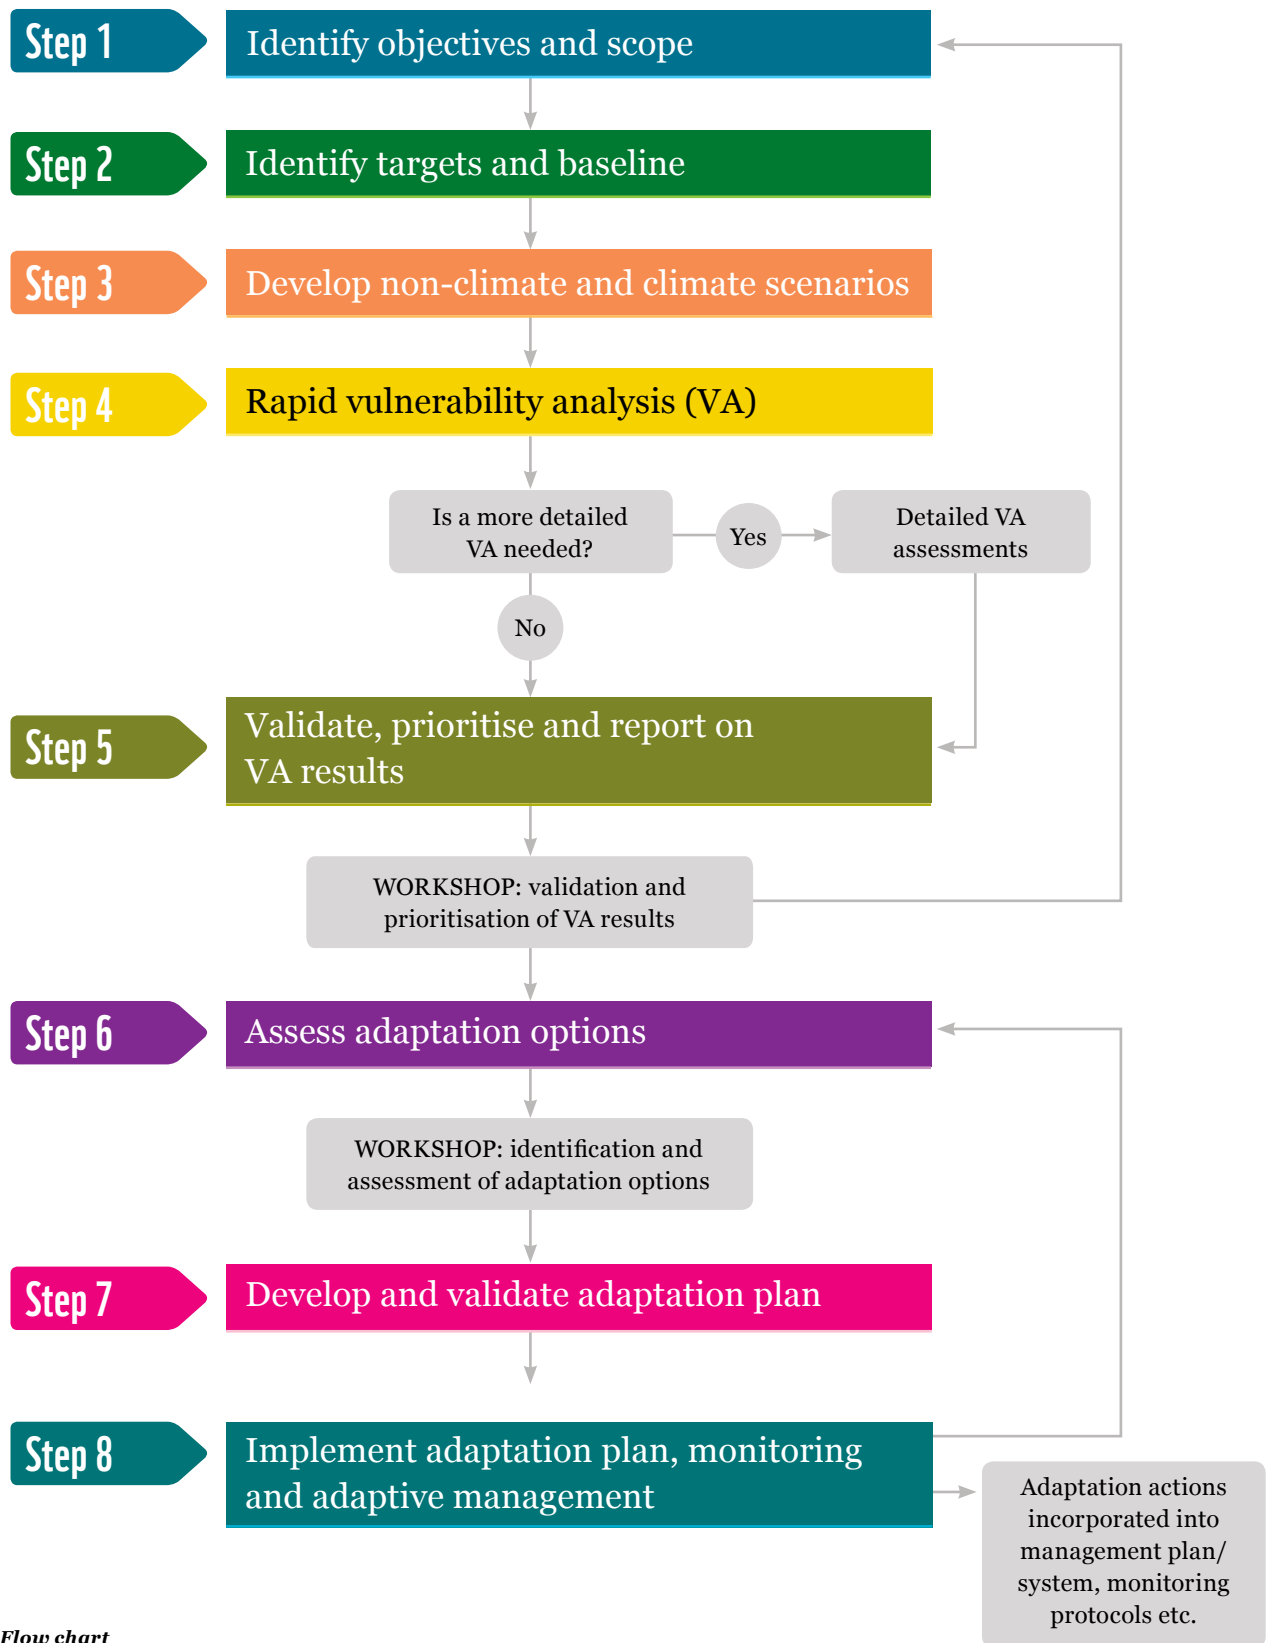 Step 1
Identify objectives and scope
Step 2
Identify targets and baseline
Step 3
Develop non-climate and climate scenarios
Step 4
Rapid vulnerability analysis (VA)
Is a more detailed
VA needed?
Yes
Detailed VA
assessments
No
Step 5
Validate, prioritise and report on
VA results
WORKSHOP: validation and
prioritisation of VA results
Step 6
Assess adaptation options
WORKSHOP: identification and
assessment of adaptation options
Step 7
Develop and validate adaptation plan
Step 8
Implement adaptation plan, monitoring
and adaptive management
Adaptation actions
incorporated into
management plan/
system, monitoring
protocols etc.
Flow chart